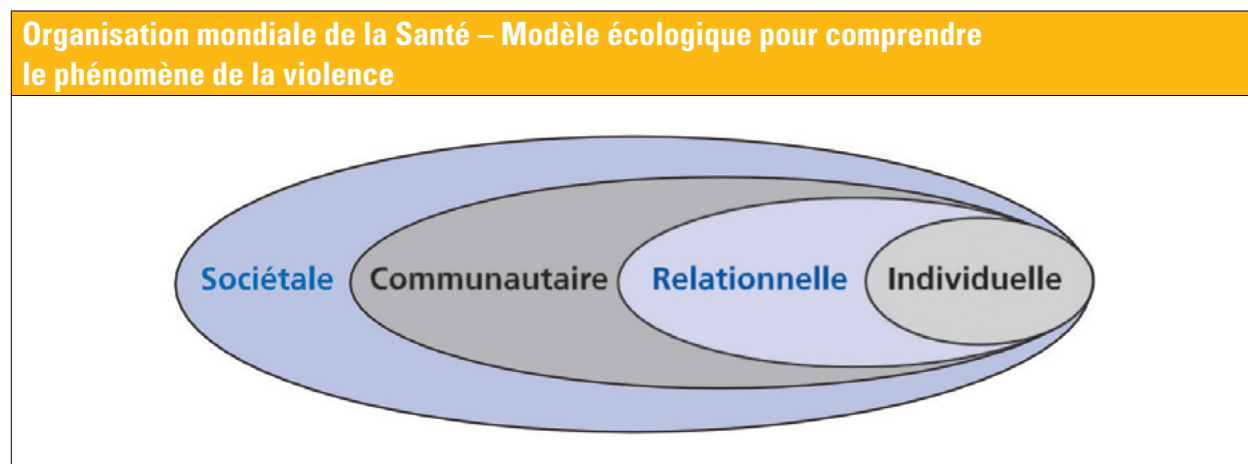 Organisation mondiale de la Santé – Modèle écologique pour comprendre
le phénomène de la violence
Sociétale Communautaire Relationnelle Individuelle